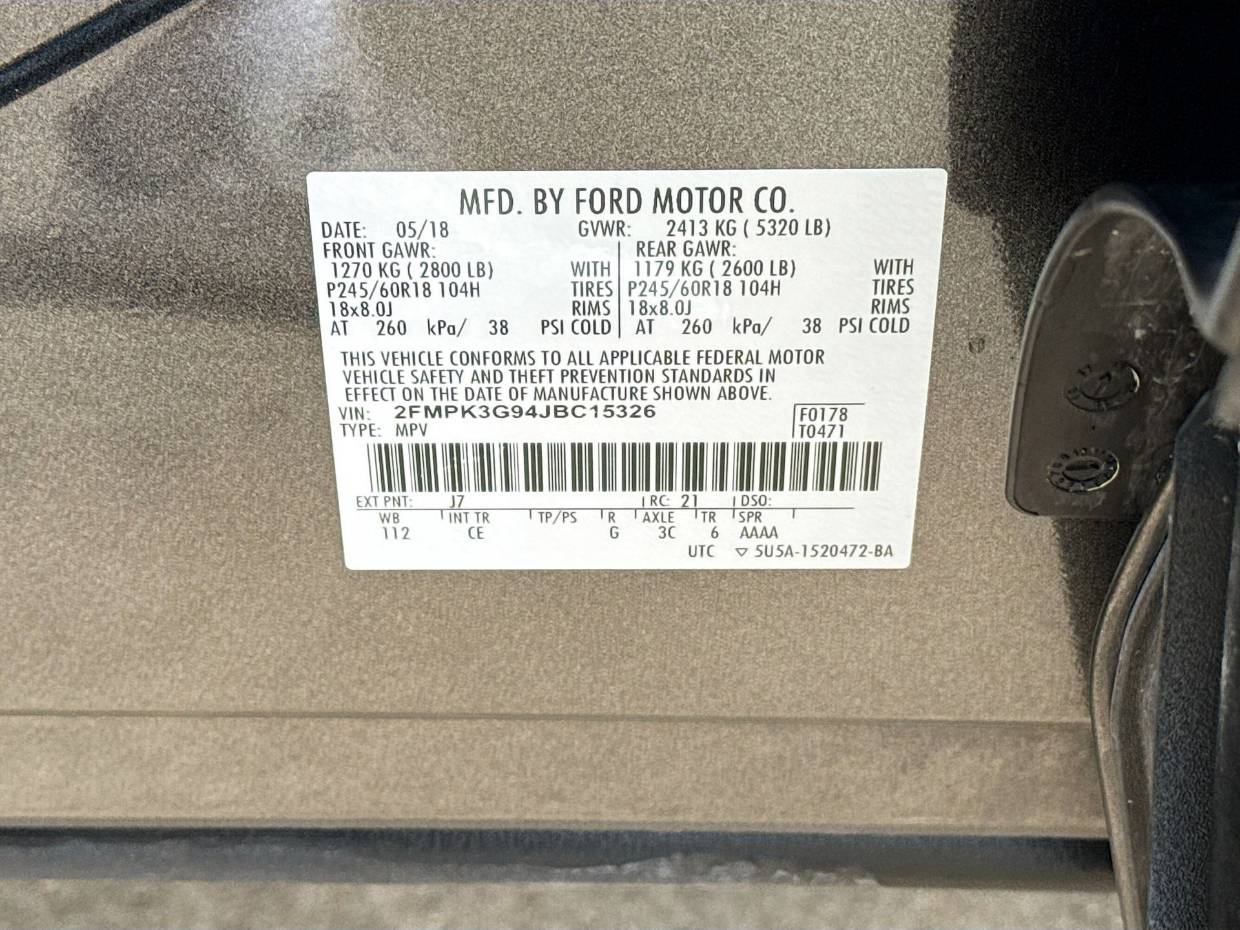 MFD. BY FORD MOTOR CO.
DATE: 05/18 GVWR: 2413 KG ( 5320 LB)
FRONT GAWR: REAR GAWR:
1270 KG ( 2800 LB) WITH 1179 KG ( 2600 LB) WITH
P245/60R18 104H TIRES P245/60R18 104H TIRES
18x8.0J RIMS 18x8.0J RIMS
AT 260 kPa/ 38 PSI COLD AT 260 kPa/ 38 PSI COLD
THIS VEHICLE CONFORMS TO ALL APPLICABLE FEDERAL MOTOR
VEHICLE SAFETY AND THEFT PREVENTION STANDARDS IN
EFFECT ON THE DATE OF MANUFACTURE SHOWN ABOVE.
VIN: 2FMPK3G94JBC15326 F0178
TYPE: MPV T0471
EXT PNT: J7 RC: 21 DSO:
WB INT TR TP/PS R AXLE TR SPR
112 CE G 3C 6 AAAA
UTC ▽ 5U5A-1520472-BA